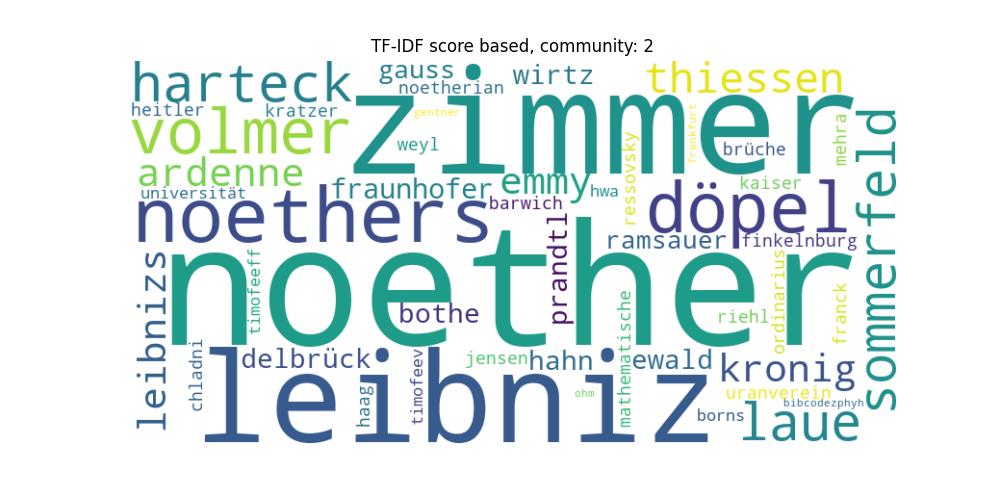 TF-IDF score based, community: 2
harteck
gauss
wirtz
thiessen
noetherian
zimmer
heitler
kratzer
gentner
frankfurt
volmer
weyl
ressovsky
brüche
mehra
ardenne
fraunhofer
emmy
hwa
kaiser
sommerfeld
universität
noethers
barwich
döpel
prandtl
ramsauer
finkelnburg
leibnizs
timofeeff
noether
ordinarius
franck
bothe
riehl
mathematische
chladni
delbrück
timofeev
jensen
hahn
ewald
kronig
leibniz
haag
ohm
uranverein
bibcodezphyh
borns
laue